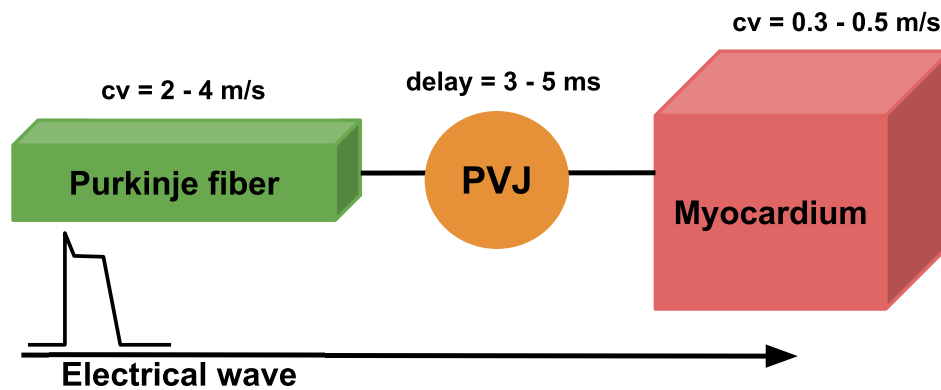 cv = 0.3 - 0.5 m/s
cv = 2 - 4 m/s
delay = 3 - 5 ms
Purkinje fiber
PVJ
Myocardium
Electrical wave